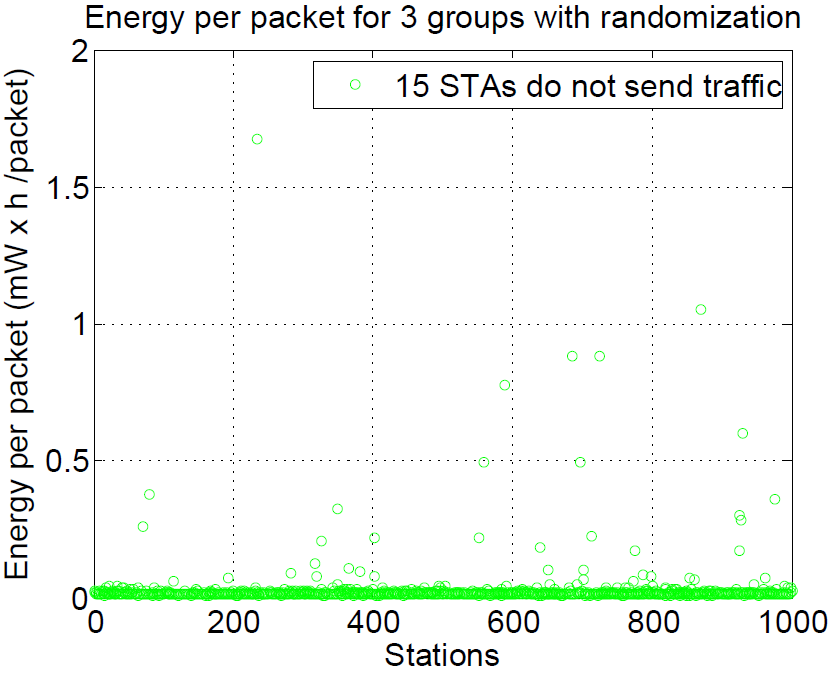 Energy per packet for 3 groups with randomization
15 STAs do not send traffic
Energy per packet (mW x h /packet)
2
1.5
1
0.5
0
0 200 400 600 800 1000
Stations